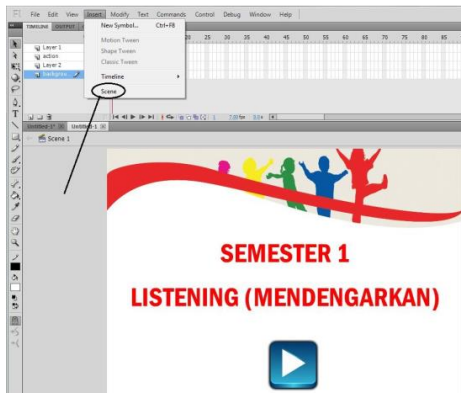 Fl File Edit View Insert Modify Text Commands Control Debug Window Help
TIMELINE OUTPUT
New Symbol... Ctrl+F8
Motion Tween
Shape Tween
Classic Tween
Timeline
Scene
20 25 30 35 40 45 50 55 60 65 70 75 80 85
Layer 1
action
Layer 2
1
Untitled-1
Scene 1
SEMESTER 1
LISTENING (MENDENGARKAN)